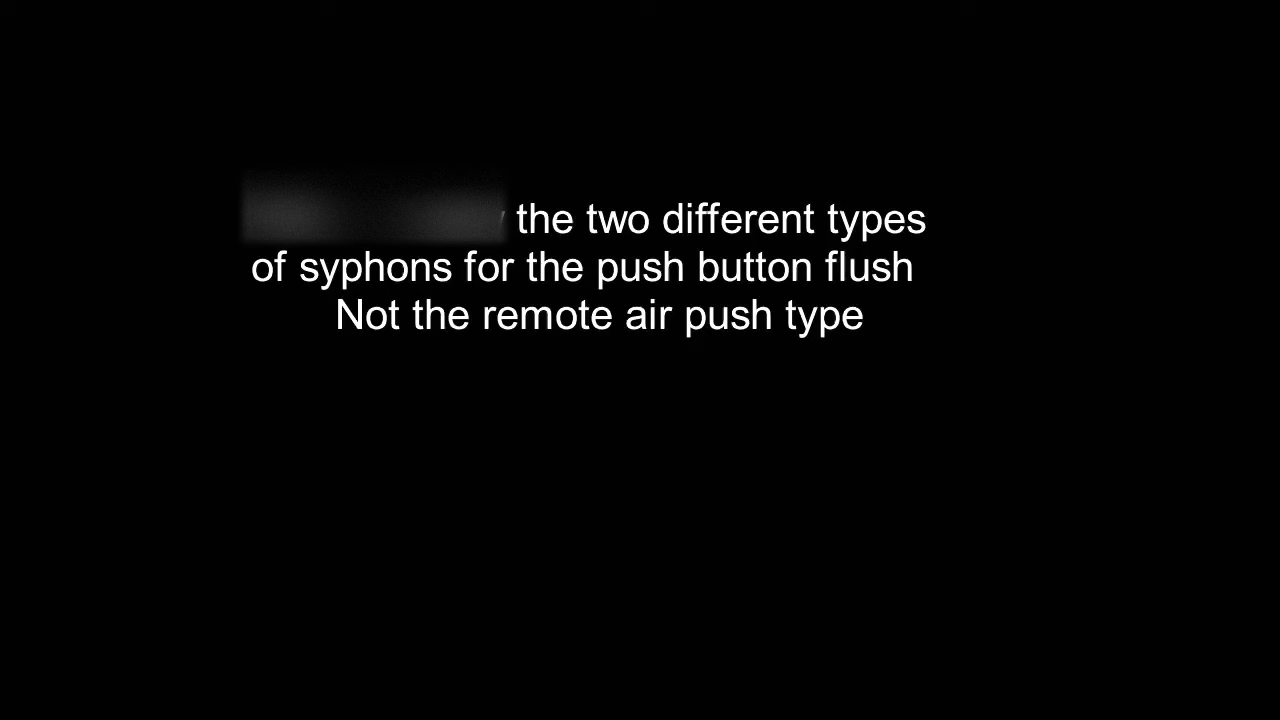 the two different types
of syphons for the push button flush
Not the remote air push type